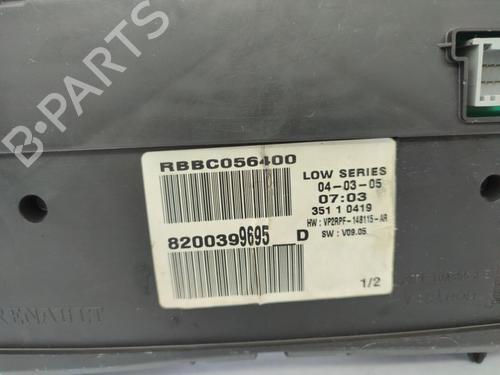 B-PARTS
RBBC056400
LOW SERIES
04-03-05
07:03
351 1 0419
HW : VP2RPF-148115-AR
SW : V09.05
8200399695__D
1/2
RENAULT